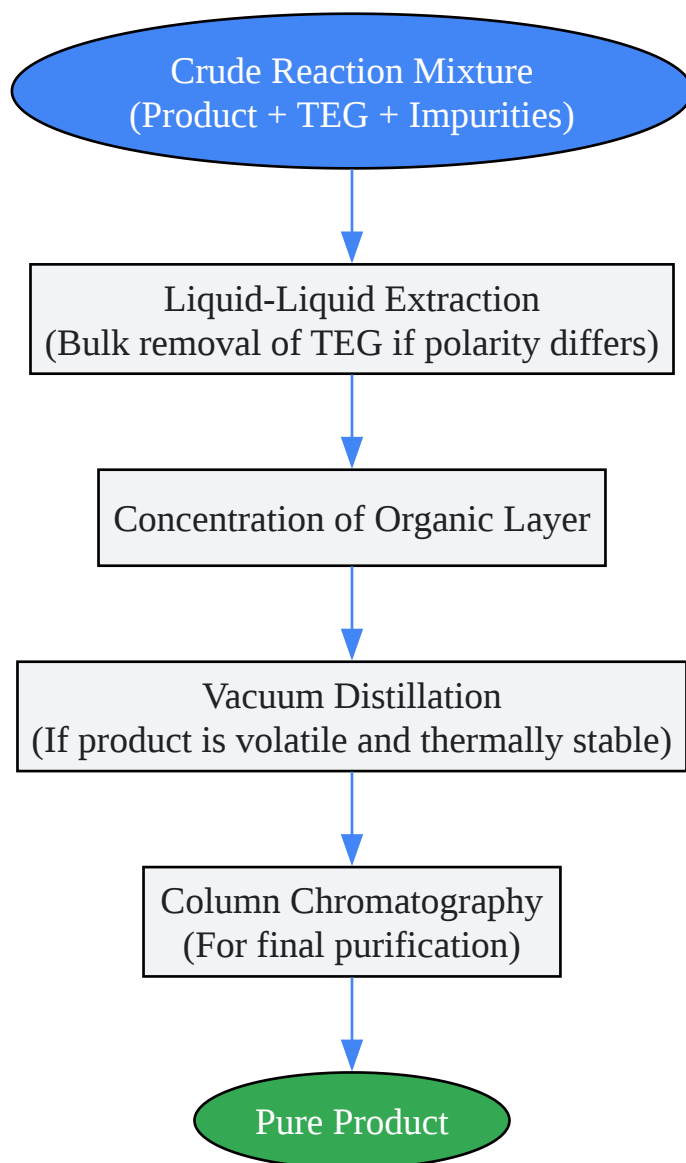 Crude Reaction Mixture
(Product + TEG + Impurities)
Liquid-Liquid Extraction
(Bulk removal of TEG if polarity differs)
Concentration of Organic Layer
Vacuum Distillation
(If product is volatile and thermally stable)
Column Chromatography
(For final purification)
Pure Product